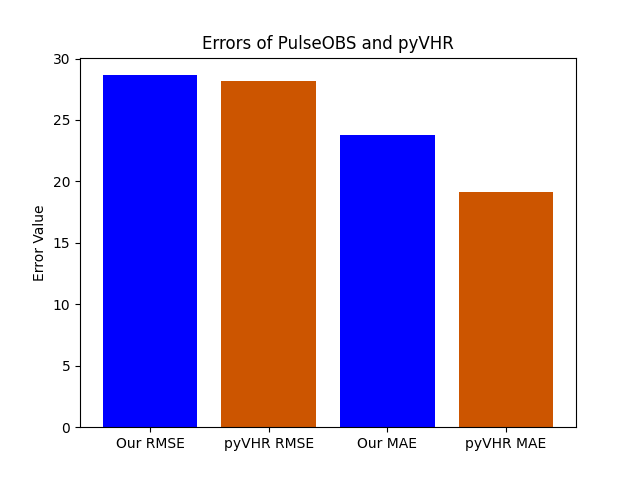 Errors of PulseOBS and pyVHR
30
25
20
15
10
5
0
Error Value
Our RMSE pyVHR RMSE Our MAE pyVHR MAE